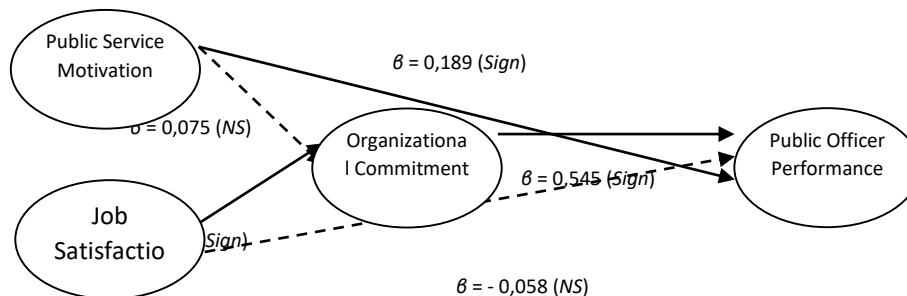 Public Service
Motivation
β = 0,189 (Sign)
= 0,075 (NS)
Organizationa
l Commitment
Public Officer
Performance
β = 0,545 (Sign)
Job
Satisfactio
Sign)
β = - 0,058 (NS)